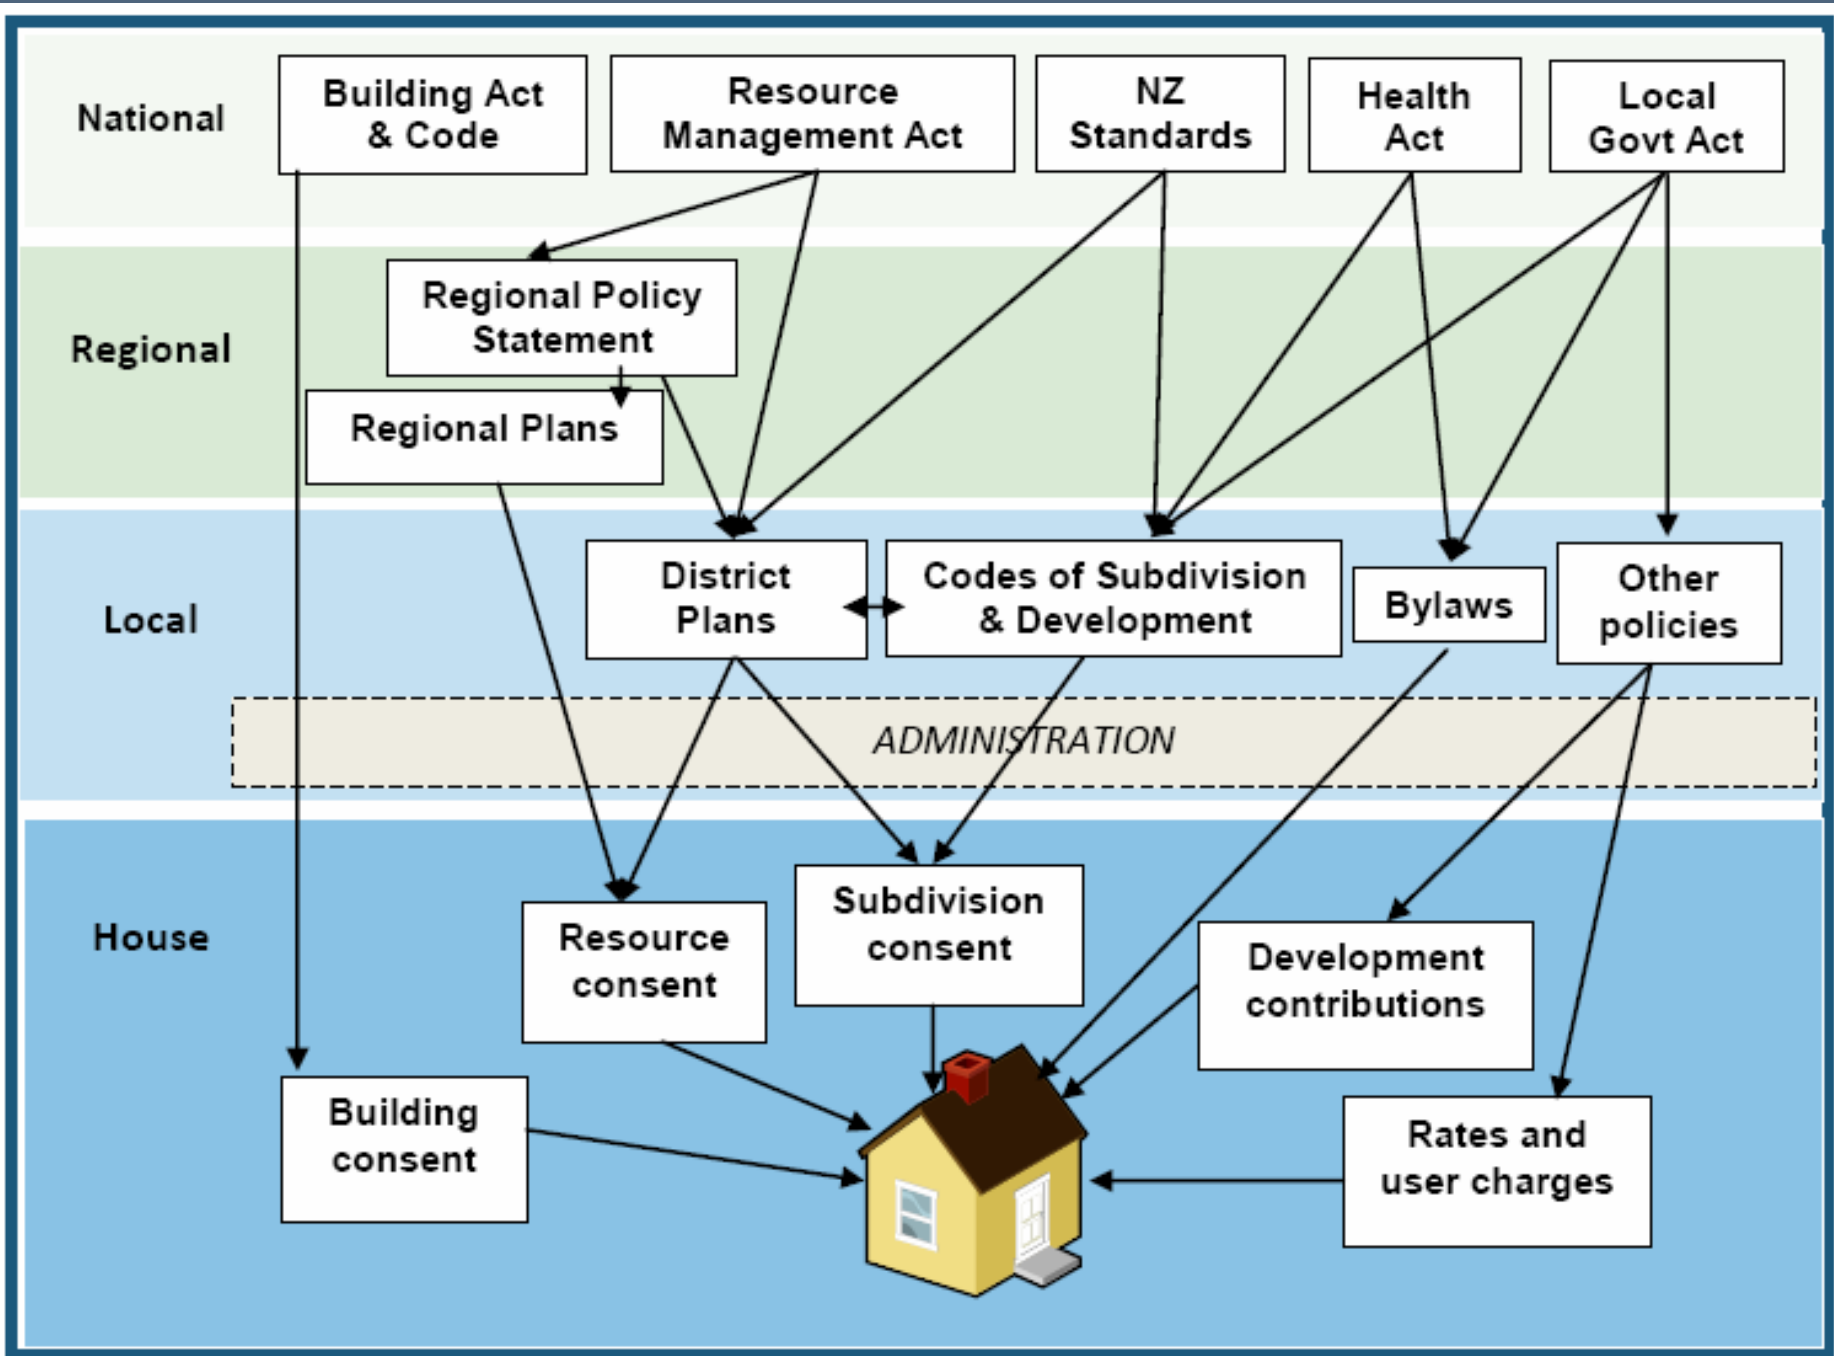 National
Building Act
& Code
Resource
Management Act
NZ
Standards
Health
Act
Local
Govt Act
Regional
Regional Policy
Statement
Regional Plans
Local
District
Plans
Codes of Subdivision
& Development
Bylaws
Other
policies
ADMINISTRATION
House
Resource
consent
Subdivision
consent
Development
contributions
Building
consent
Rates and
user charges